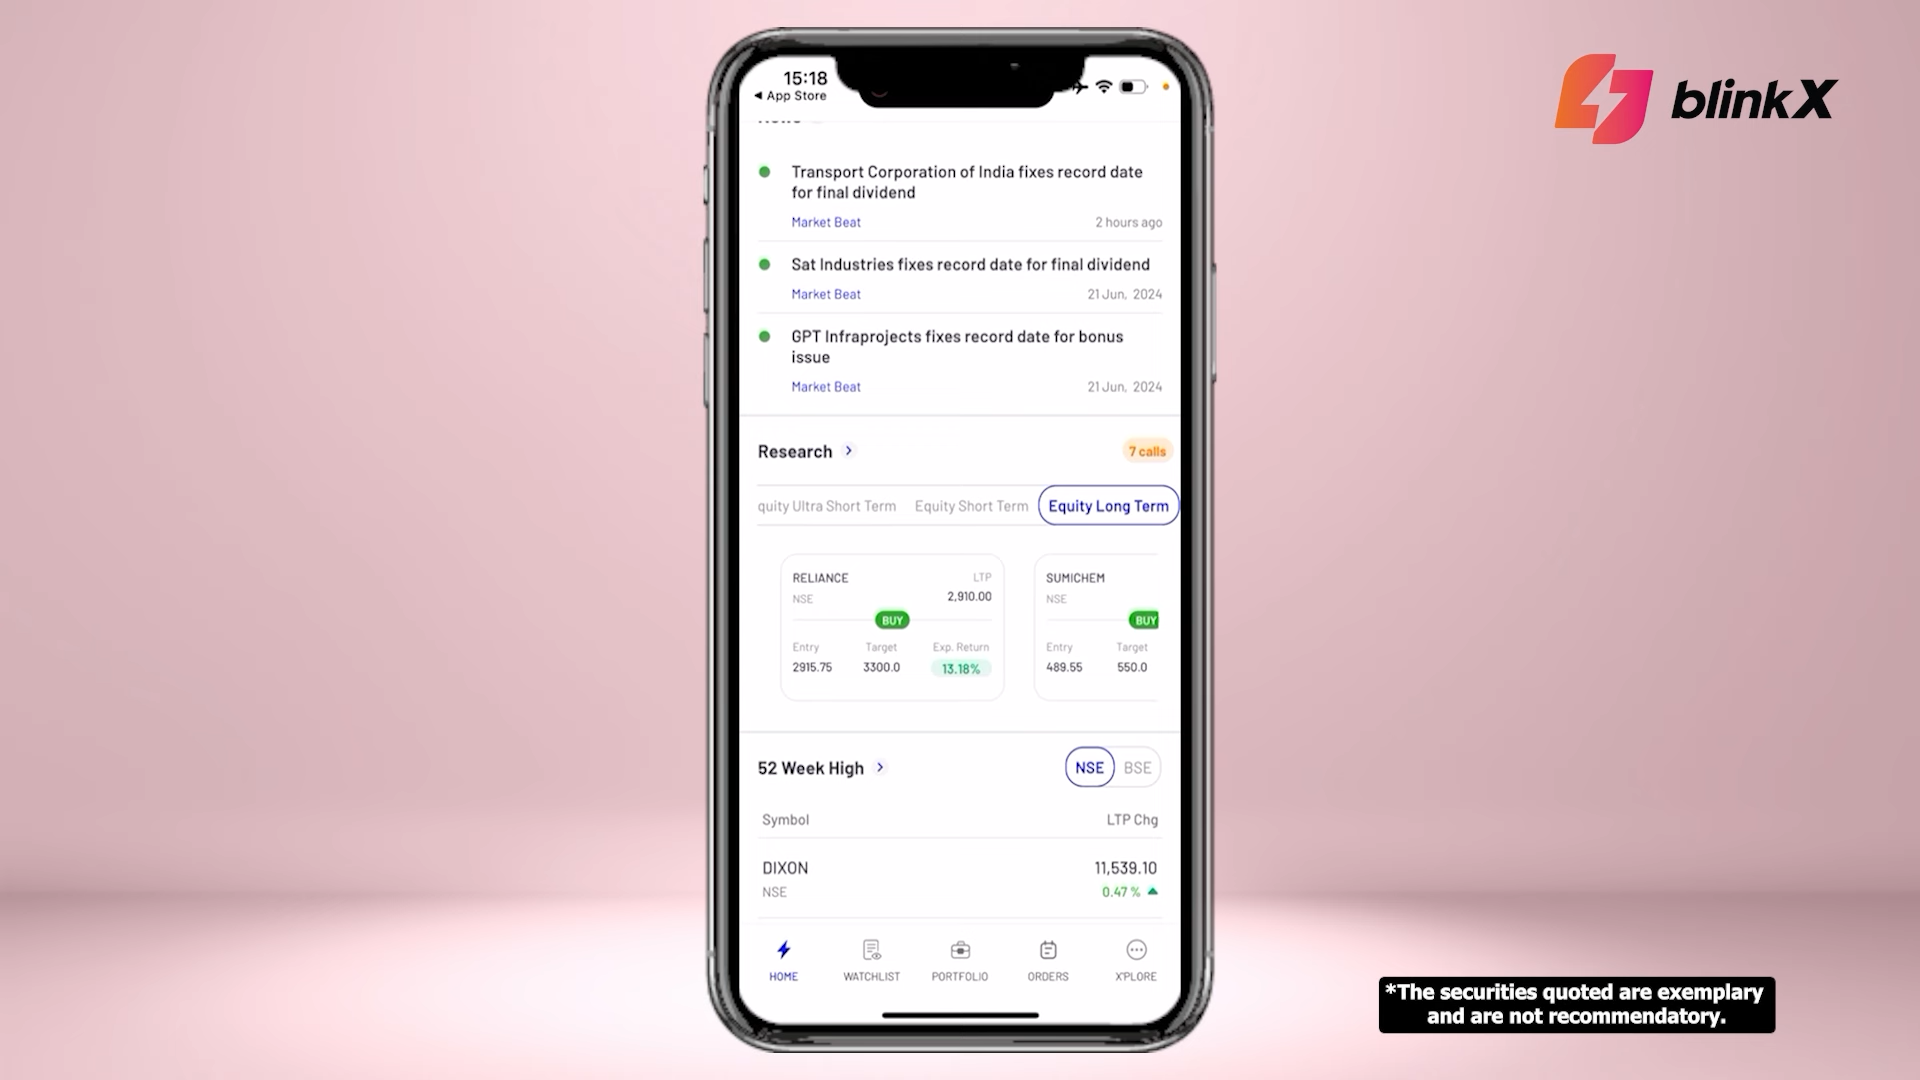 15:18
◄ App Store
blinkX
Transport Corporation of India fixes record date
for final dividend
Market Beat 2 hours ago
Sat Industries fixes record date for final dividend
Market Beat 21 Jun, 2024
GPT Infraprojects fixes record date for bonus
issue
Market Beat 21 Jun, 2024
Research > 7 calls
quity Ultra Short Term Equity Short Term Equity Long Term
RELIANCE LTP
NSE 2,910.00
BUY
Entry Target Exp. Return
2915.75 3300.0 13.18%
SUMICHEM
NSE
BUY
Entry Target
489.55 550.0
52 Week High > NSE BSE
Symbol LTP Chg
DIXON 11,539.10
NSE 0.47 %
HOME WATCHLIST PORTFOLIO ORDERS X'PLORE
*The securities quoted are exemplary
and are not recommendatory.